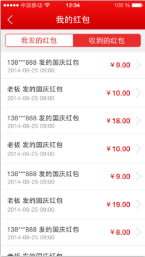 中国移动 12:34
我的红包
我发的红包 收到的红包
138***888 发的国庆红包 ¥9.00
2014-09-25 09:00
老板 发的国庆红包 ¥10.00
2014-09-25 09:00
138***888 发的国庆红包 ¥18.00
2014-09-25 09:00
老板 发的国庆红包 ¥10.00
2014-09-25 09:00
138***888 发的国庆红包 ¥9.00
2014-09-25 09:00
老板 发的国庆红包 ¥19.00
2014-09-25 09:00
138***888 发的国庆红包 ¥8.00
2014-09-25 09:00
老板 发的国庆红包